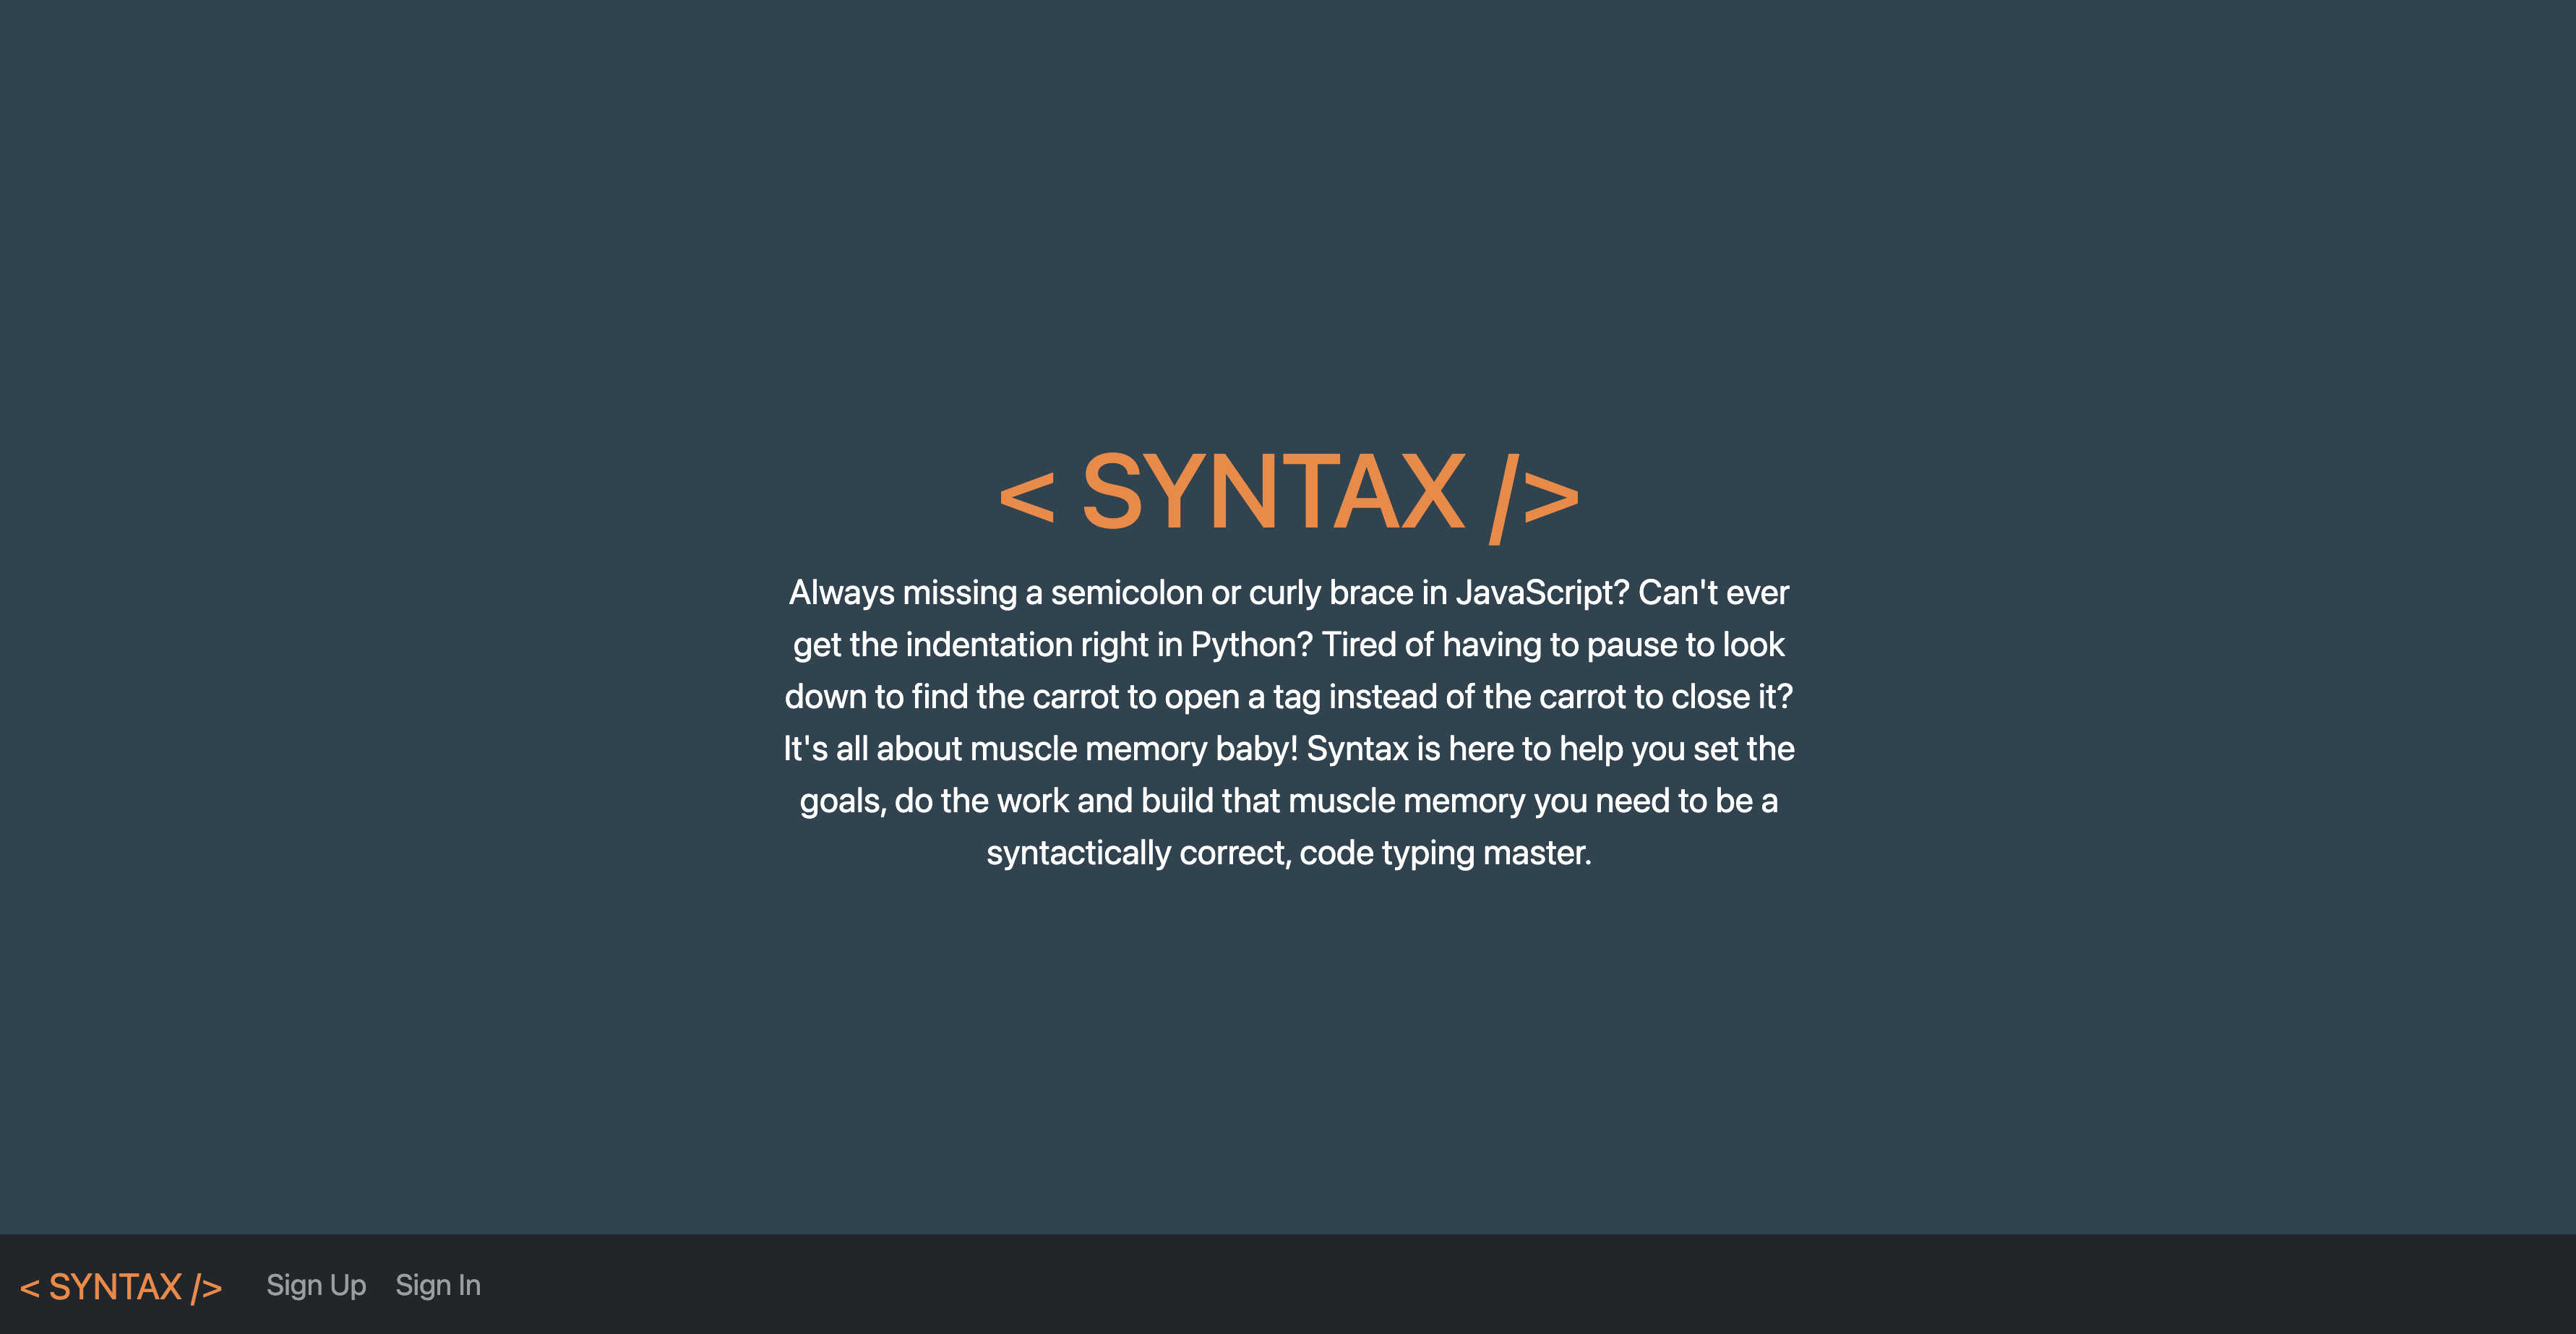 < SYNTAX />
Always missing a semicolon or curly brace in JavaScript? Can't ever
get the indentation right in Python? Tired of having to pause to look
down to find the carrot to open a tag instead of the carrot to close it?
It's all about muscle memory baby! Syntax is here to help you set the
goals, do the work and build that muscle memory you need to be a
syntactically correct, code typing master.
< SYNTAX /> Sign Up Sign In